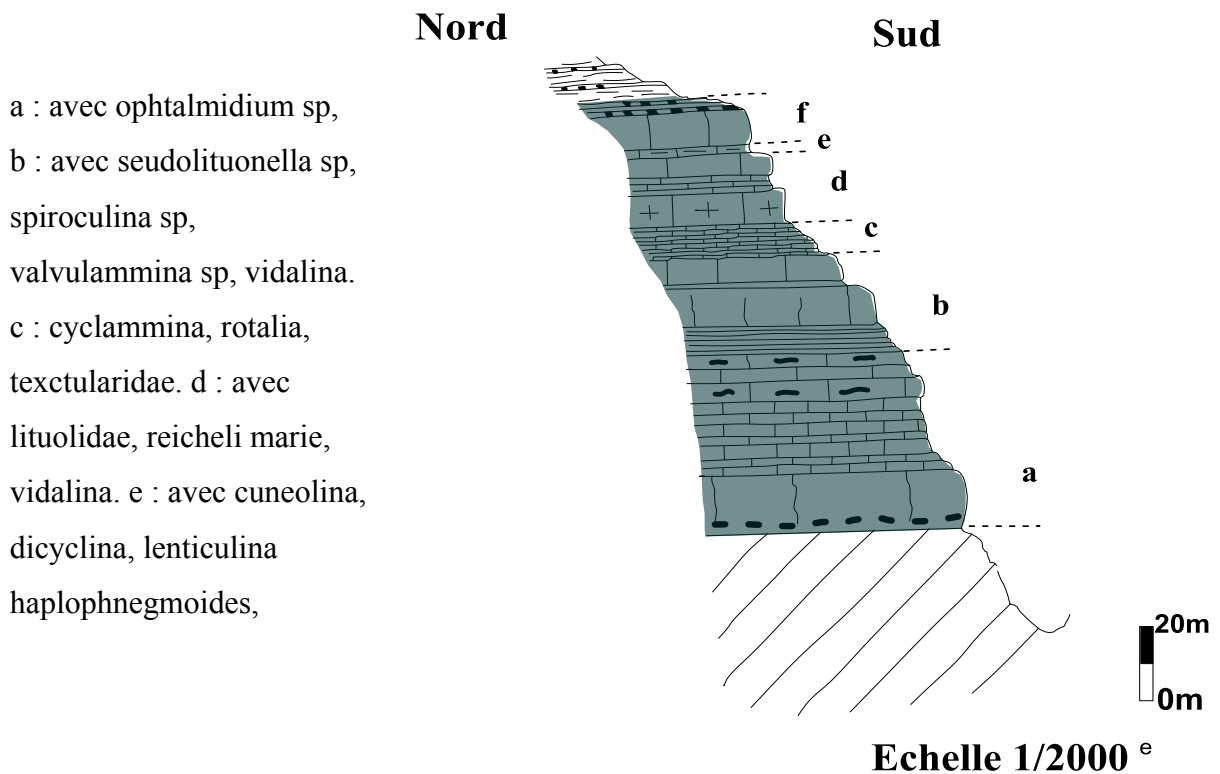 Nord
Sud
a : avec ophtalmidium sp,
b : avec seudolituonella sp,
spiroculina sp,
valvulammina sp, vidalina.
c : cyclammina, rotalia,
texctularidae. d : avec
lituolidae, reicheli marie,
vidalina. e : avec cuneolina,
dicyclina, lenticulina
haplophnegmoides,
f
e
d
c
b
a
20m
0m
Echelle 1/2000 e